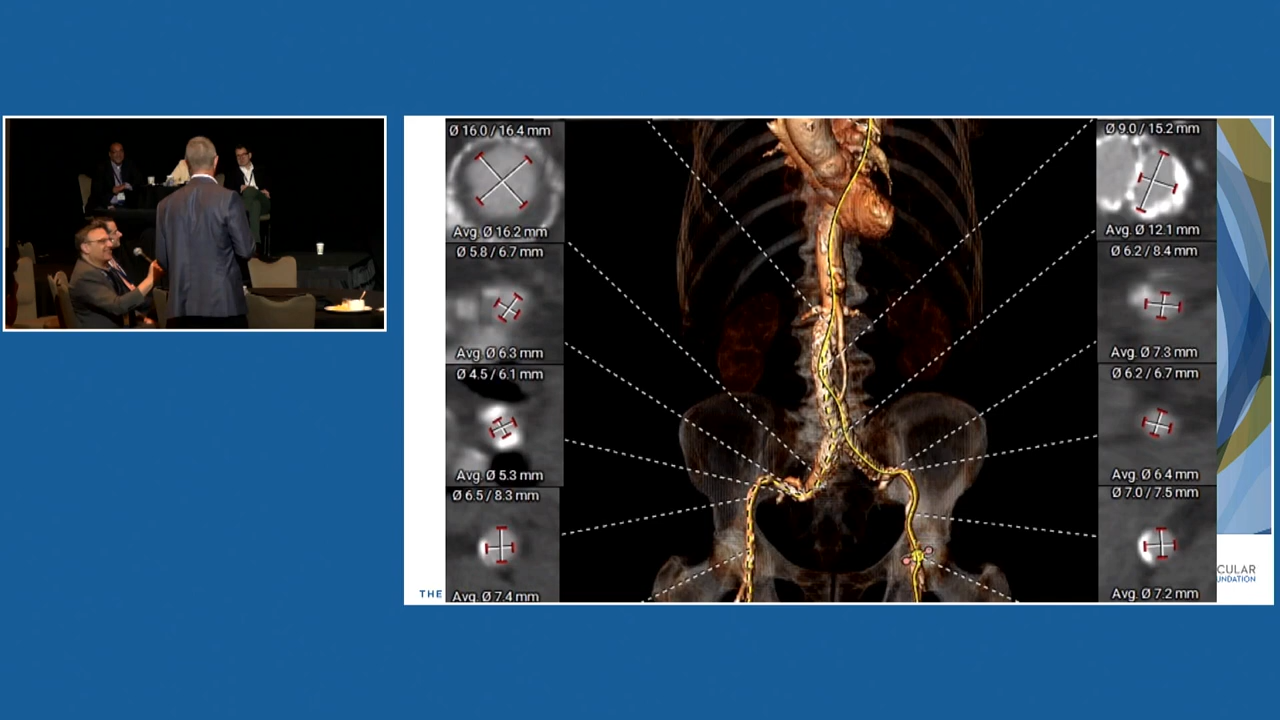 Ø 16.0 / 16.4 mm
Avg. Ø 16.2 mm
Ø 5.8 / 6.7 mm
Avg. Ø 6.3 mm
Ø 4.5 / 6.1 mm
Avg. Ø 5.3 mm
Ø 6.5 / 8.3 mm
Avg. Ø 7.4 mm
Ø 9.0 / 15.2 mm
Avg. Ø 12.1 mm
Ø 6.2 / 8.4 mm
Avg. Ø 7.3 mm
Ø 6.2 / 6.7 mm
Avg. Ø 6.4 mm
Ø 7.0 / 7.5 mm
Avg. Ø 7.2 mm
THE
CULAR
UNDATION